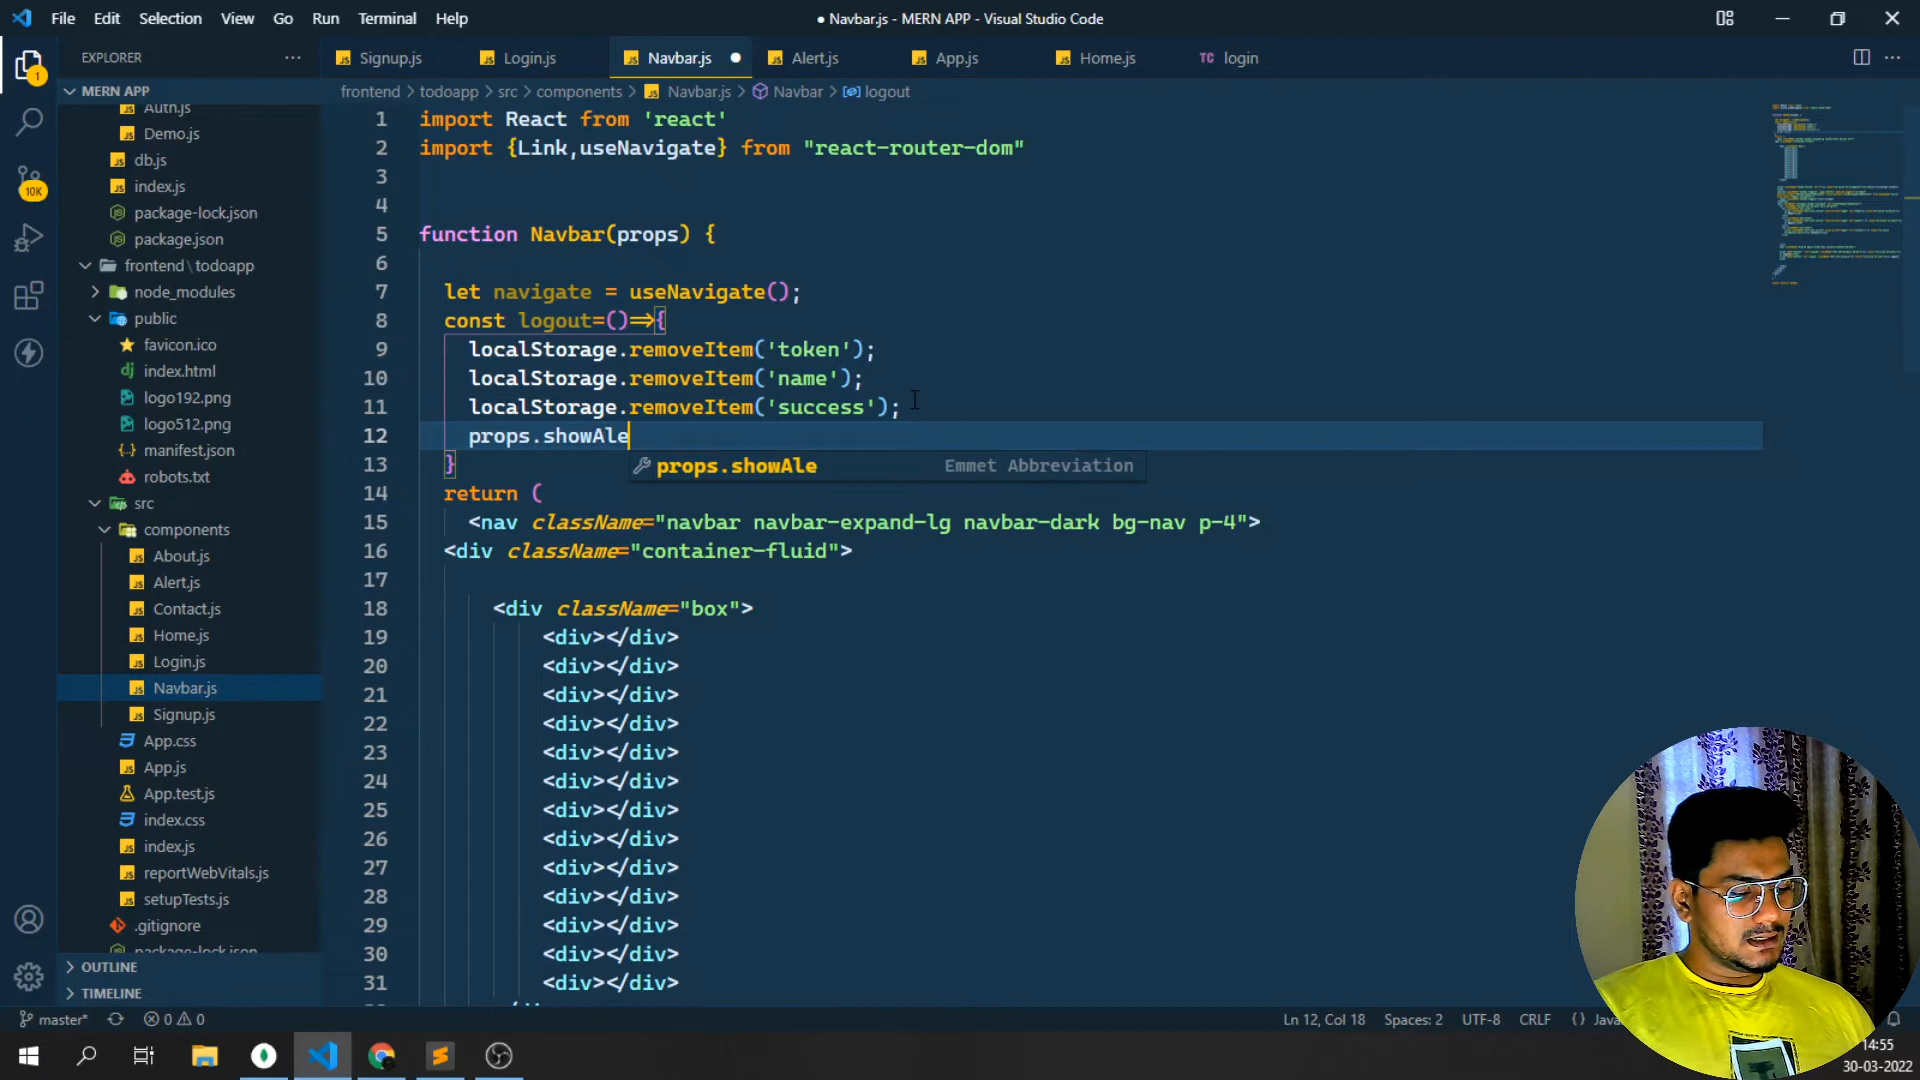 File Edit Selection View Go Run Terminal Help
● Navbar.js - MERN APP - Visual Studio Code
EXPLORER
Signup.js Login.js Navbar.js Alert.js App.js Home.js TC login
1
MERN APP
frontend > todoapp > src > components > Navbar.js > Navbar > logout
Auth.js
Demo.js
db.js
10K
index.js
package-lock.json
package.json
frontend\todoapp
node_modules
public
favicon.ico
index.html
logo192.png
logo512.png
manifest.json
robots.txt
src
components
About.js
Alert.js
Contact.js
Home.js
Login.js
Navbar.js
Signup.js
App.css
App.js
App.test.js
index.css
index.js
reportWebVitals.js
setupTests.js
.gitignore
package-lock.json
OUTLINE
TIMELINE
1 import React from 'react'
2 import {Link,useNavigate} from "react-router-dom"
3
4
5 function Navbar(props) {
6
7 let navigate = useNavigate();
8 const logout=()=>{
9 localStorage.removeItem('token');
10 localStorage.removeItem('name');
11 localStorage.removeItem('success');
12 props.showAle
13 }
props.showAle Emmet Abbreviation
14 return (
15 <nav className="navbar navbar-expand-lg navbar-dark bg-nav p-4">
16 <div className="container-fluid">
17
18 <div className="box">
19 <div></div>
20 <div></div>
21 <div></div>
22 <div></div>
23 <div></div>
24 <div></div>
25 <div></div>
26 <div></div>
27 <div></div>
28 <div></div>
29 <div></div>
30 <div></div>
31 <div></div>
master* 0 0 Ln 12, Col 18 Spaces: 2 UTF-8 CRLF {}
14:55
30-03-2022